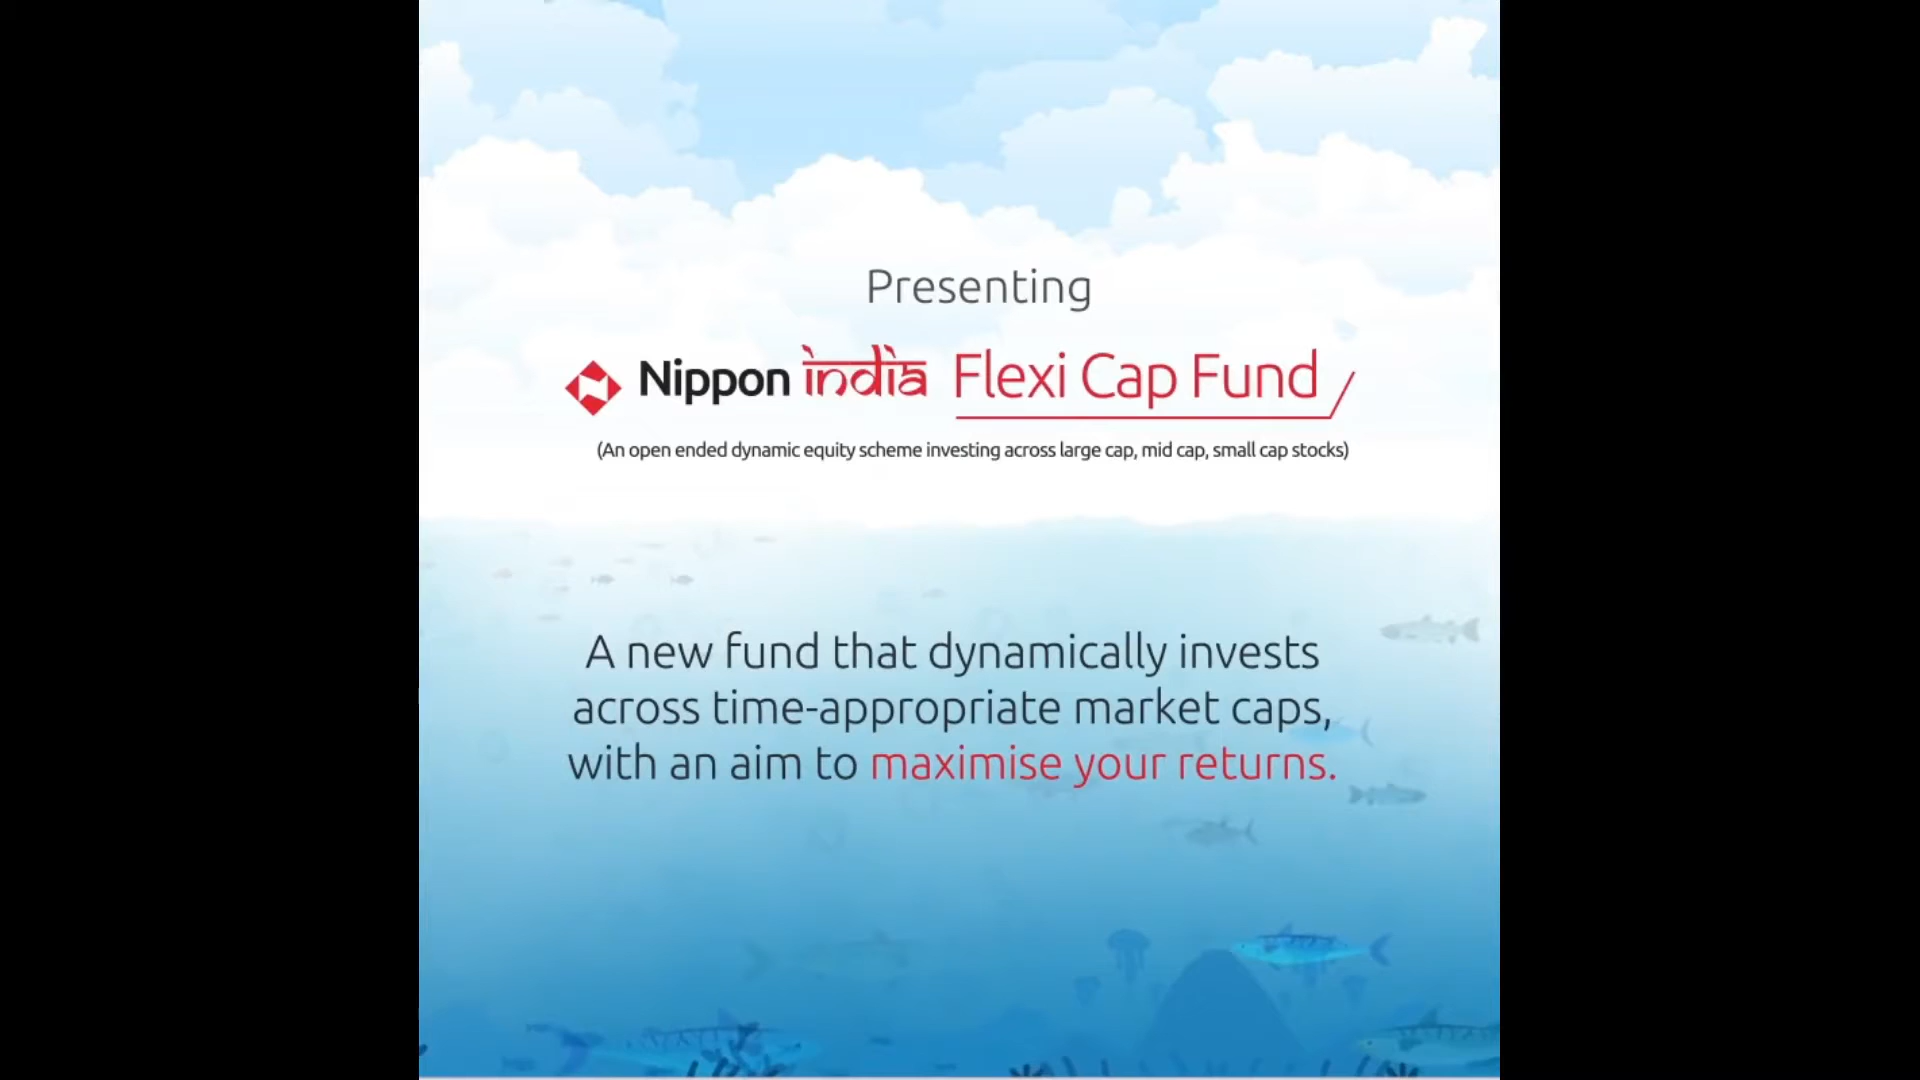 Presenting
Nippon india Flexi Cap Fund
(An open ended dynamic equity scheme investing across large cap, mid cap, small cap stocks)
A new fund that dynamically invests
across time-appropriate market caps,
with an aim to maximise your returns.